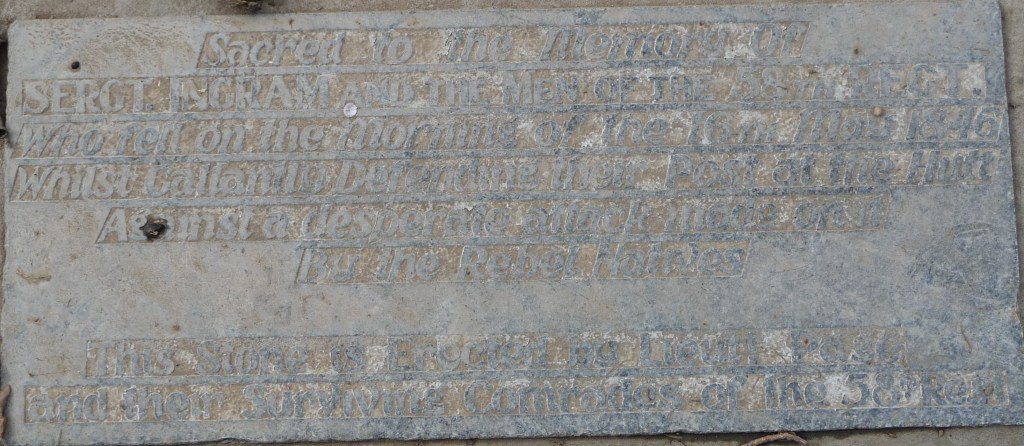 Sacred to the Memory Of
SERGT. INGRAM AND THE MEN OF THE 58th REGT
Who fell on the Morning of the 16th May 1846
Whilst Gallantly Defending their Post at the Hutt
Against a desperate attack made on it
By the Rebel Natives
This Stone is Erected by Lieut Page
and their Surviving Comrades of the 58th Regt